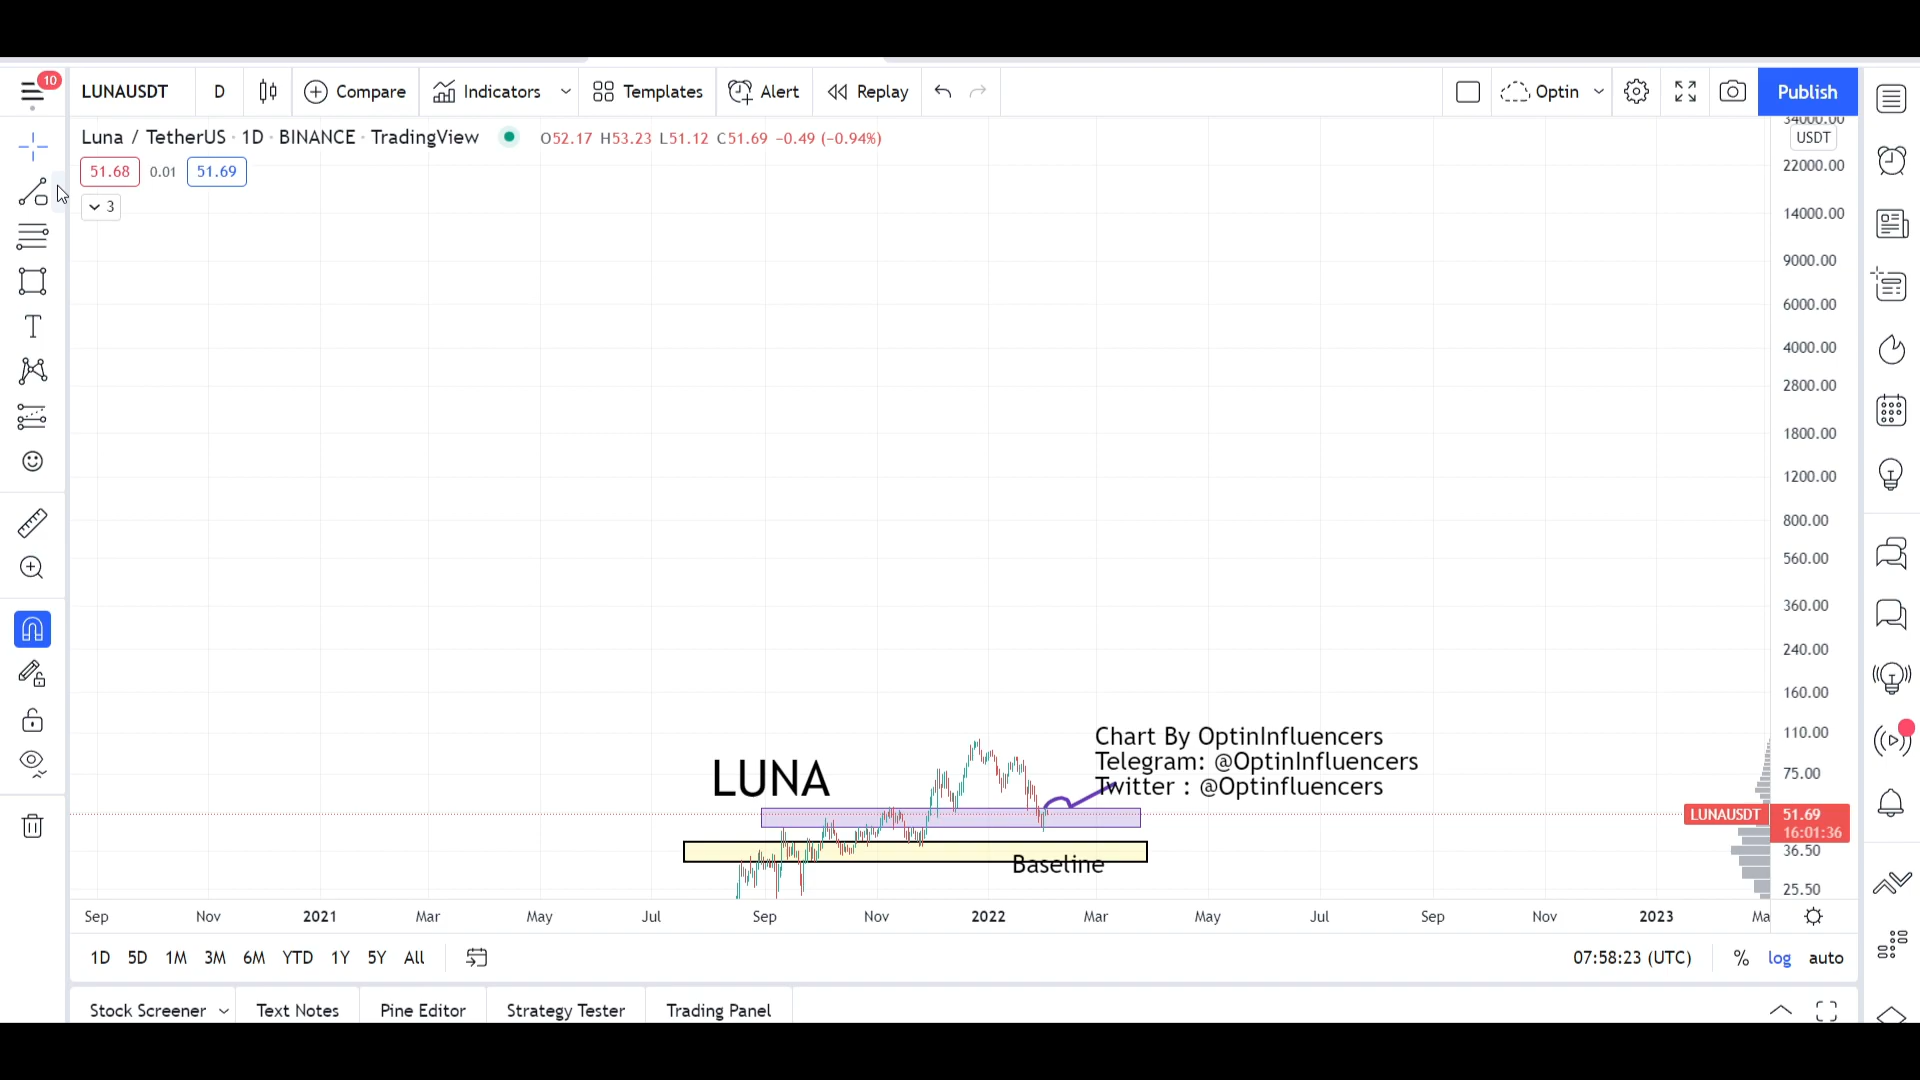 10
LUNAUSDT D Compare Indicators Templates Alert Replay Optin Publish
Luna / TetherUS · 1D · BINANCE · TradingView O52.17 H53.23 L51.12 C51.69 −0.49 (−0.94%)
51.68 0.01 51.69
3
34000.00
USDT
22000.00
14000.00
9000.00
6000.00
4000.00
2800.00
1800.00
1200.00
800.00
560.00
360.00
240.00
160.00
110.00
75.00
LUNAUSDT 51.69
16:01:36
36.50
25.50
Chart By OptinInfluencers
Telegram: @OptinInfluencers
Twitter : @Optinfluencers
LUNA
Baseline
Sep Nov 2021 Mar May Jul Sep Nov 2022 Mar May Jul Sep Nov 2023 Ma
1D 5D 1M 3M 6M YTD 1Y 5Y All 07:58:23 (UTC) % log auto
Stock Screener Text Notes Pine Editor Strategy Tester Trading Panel